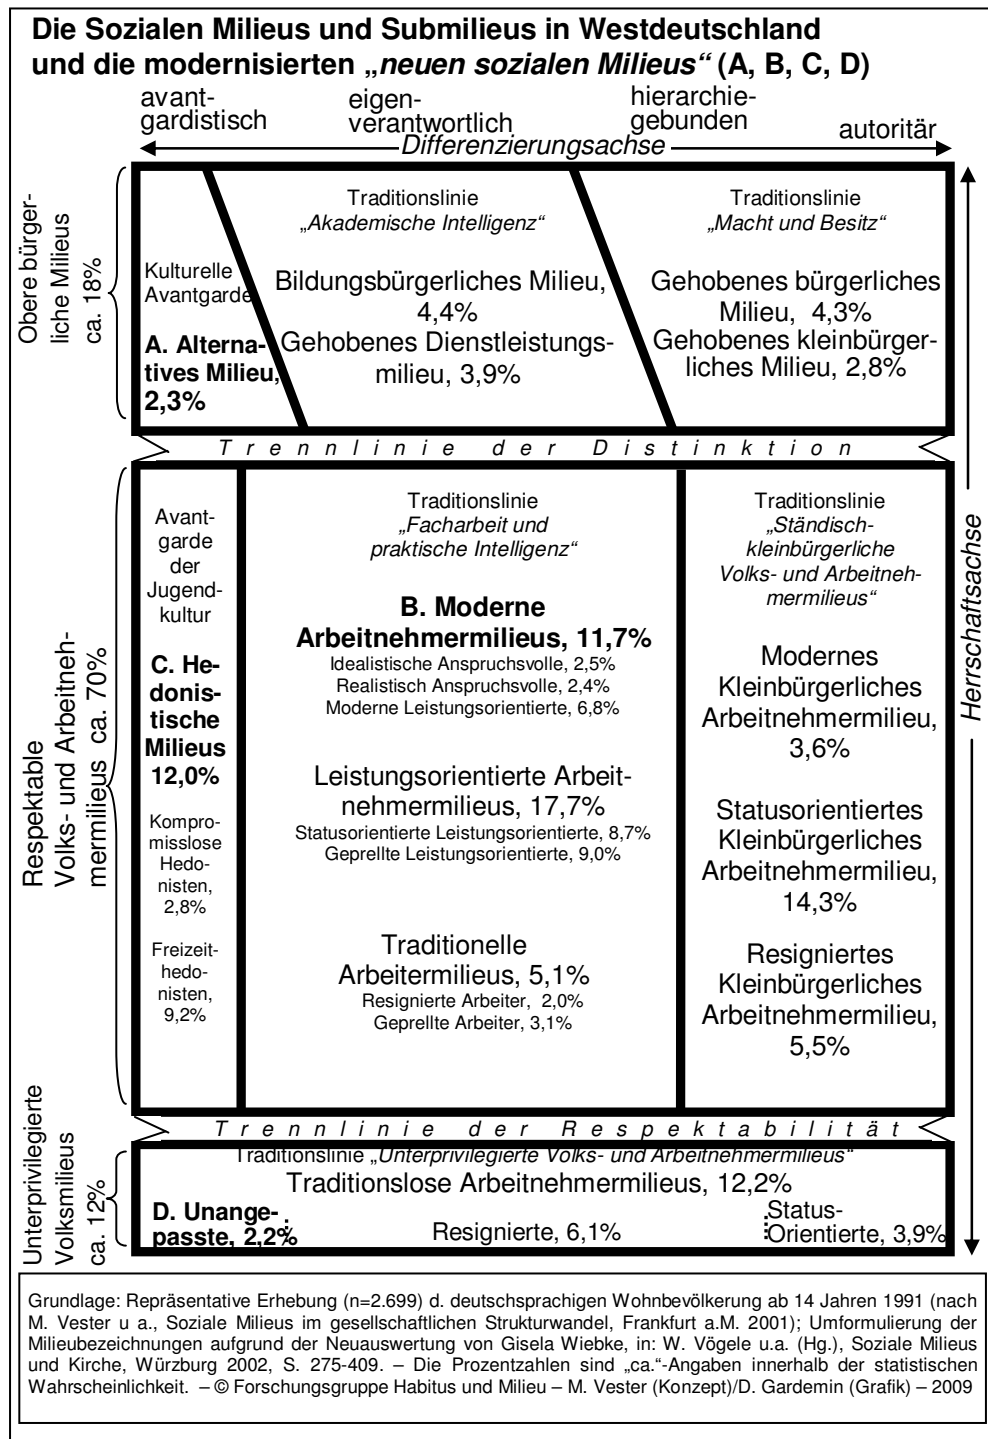 Die Sozialen Milieus und Submilieus in Westdeutschland
und die modernisierten „neuen sozialen Milieus“ (A, B, C, D)
avant-
gardistisch
eigen-
verantwortlich
hierarchie-
gebunden
autoritär
Differenzierungsachse
Obere bürger-
liche Milieus
ca. 18%
Kulturelle
Avantgarde
A. Alterna-
tives Milieu,
2,3%
Traditionslinie
„Akademische Intelligenz“
Bildungsbürgerliches Milieu,
4,4%
Gehobenes Dienstleistungs-
milieu, 3,9%
Traditionslinie
„Macht und Besitz“
Gehobenes bürgerliches
Milieu, 4,3%
Gehobenes kleinbürger-
liches Milieu, 2,8%
Herrschaftsachse
Trennlinie der Distinktion
Respektable
Volks- und Arbeitneh-
mermilieus ca. 70%
Avant-
garde
der
Jugend-
kultur
C. He-
donis-
tische
Milieus
12,0%
Kompro-
misslose
Hedo-
nisten,
2,8%
Freizeit-
hedo-
nisten,
9,2%
Traditionslinie
„Facharbeit und
praktische Intelligenz“
B. Moderne
Arbeitnehmermilieus, 11,7%
Idealistische Anspruchsvolle, 2,5%
Realistisch Anspruchsvolle, 2,4%
Moderne Leistungsorientierte, 6,8%
Leistungsorientierte Arbeit-
nehmermilieus, 17,7%
Statusorientierte Leistungsorientierte, 8,7%
Geprellte Leistungsorientierte, 9,0%
Traditionelle
Arbeitermilieus, 5,1%
Resignierte Arbeiter, 2,0%
Geprellte Arbeiter, 3,1%
Traditionslinie
„Ständisch-
kleinbürgerliche
Volks- und Arbeitneh-
mermilieus“
Modernes
Kleinbürgerliches
Arbeitnehmermilieu,
3,6%
Statusorientiertes
Kleinbürgerliches
Arbeitnehmermilieu,
14,3%
Resigniertes
Kleinbürgerliches
Arbeitnehmermilieu,
5,5%
Trennlinie der Respektabilität
Unterprivilegierte
Volksmilieus
ca. 12%
Traditionslinie „Unterprivilegierte Volks- und Arbeitnehmermilieus“
Traditionslose Arbeitnehmermilieus, 12,2%
D. Unange-
passte, 2,2%
Resignierte, 6,1%
Status-
Orientierte, 3,9%
Grundlage: Repräsentative Erhebung (n=2.699) d. deutschsprachigen Wohnbevölkerung ab 14 Jahren 1991 (nach
M. Vester u a., Soziale Milieus im gesellschaftlichen Strukturwandel, Frankfurt a.M. 2001); Umformulierung der
Milieubezeichnungen aufgrund der Neuauswertung von Gisela Wiebke, in: W. Vögele u.a. (Hg.), Soziale Milieus
und Kirche, Würzburg 2002, S. 275-409. – Die Prozentzahlen sind „ca.“-Angaben innerhalb der statistischen
Wahrscheinlichkeit. – © Forschungsgruppe Habitus und Milieu – M. Vester (Konzept)/D. Gardemin (Grafik) – 2009